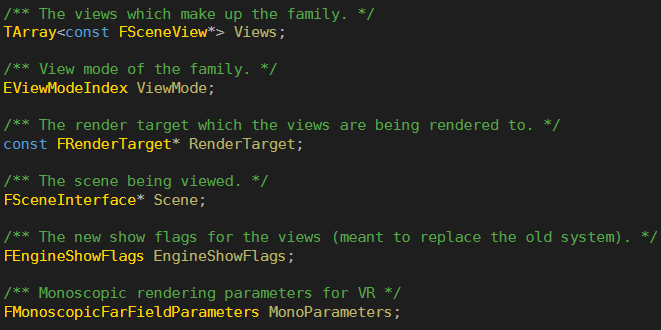 /** The views which make up the family. */
TArray<const FSceneView*> Views;
/** View mode of the family. */
EViewModeIndex ViewMode;
/** The render target which the views are being rendered to. */
const FRenderTarget* RenderTarget;
/** The scene being viewed. */
FSceneInterface* Scene;
/** The new show flags for the views (meant to replace the old system). */
FEngineShowFlags EngineShowFlags;
/** Monoscopic rendering parameters for VR */
FMonoscopicFarFieldParameters MonoParameters;